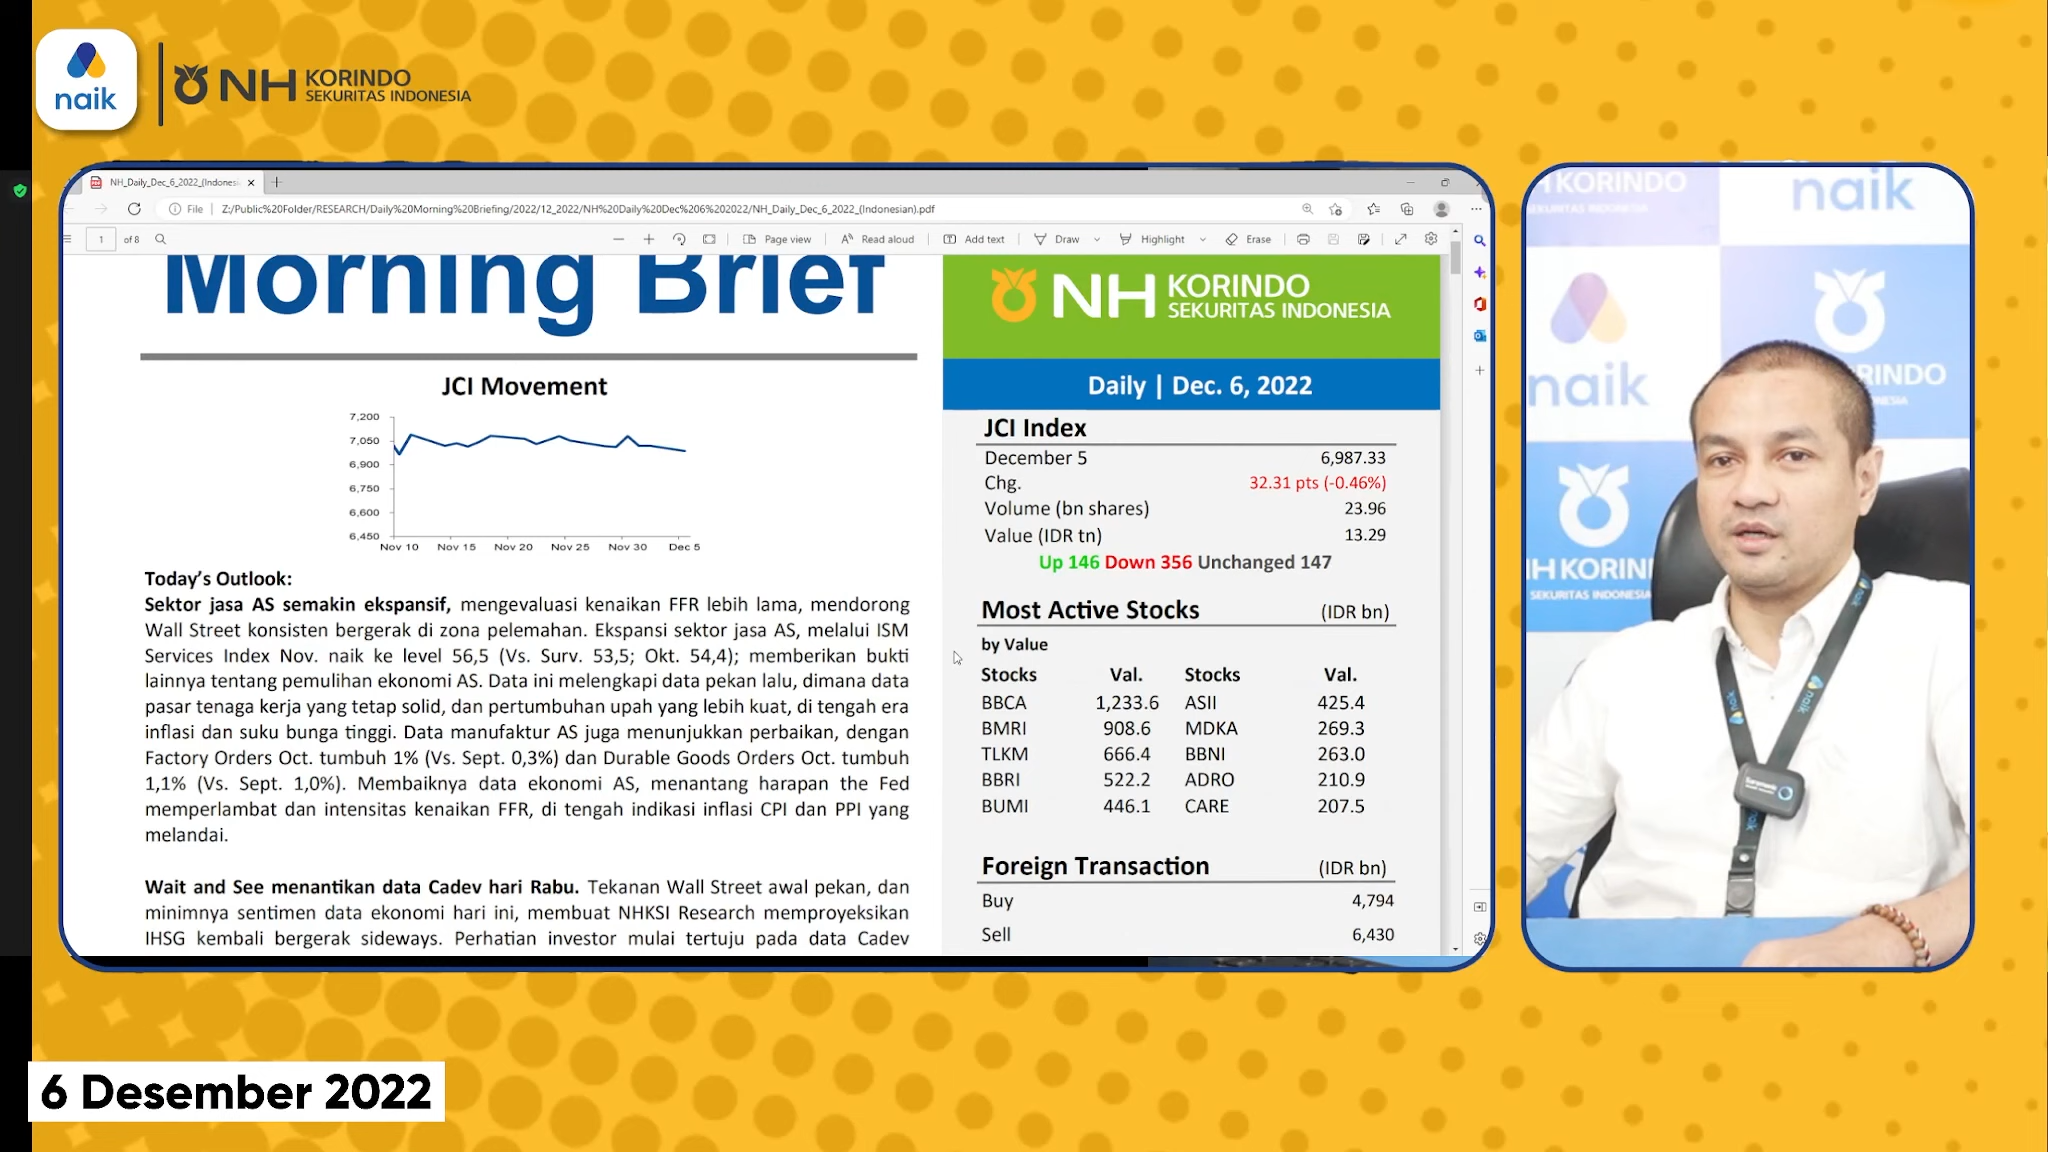 naik
NH KORINDO
SEKURITAS INDONESIA
NH_Daily_Dec_6_2022_(Indonesi
File
Z:/Public%20Folder/RESEARCH/Daily%20Morning%20Briefing/2022/12_2022/NH%20Daily%20Dec%206%202022/NH_Daily_Dec_6_2022_(Indonesian).pdf
1 of 8
Page view
Read aloud
Add text
Draw
Highlight
Erase
Morning Brief
NH KORINDO
SEKURITAS INDONESIA
Daily | Dec. 6, 2022
JCI Movement
7,200
7,050
6,900
6,750
6,600
6,450
Nov 10 Nov 15 Nov 20 Nov 25 Nov 30 Dec 5
Today's Outlook:
Sektor jasa AS semakin ekspansif, mengevaluasi kenaikan FFR lebih lama, mendorong
Wall Street konsisten bergerak di zona pelemahan. Ekspansi sektor jasa AS, melalui ISM
Services Index Nov. naik ke level 56,5 (Vs. Surv. 53,5; Okt. 54,4); memberikan bukti
lainnya tentang pemulihan ekonomi AS. Data ini melengkapi data pekan lalu, dimana data
pasar tenaga kerja yang tetap solid, dan pertumbuhan upah yang lebih kuat, di tengah era
inflasi dan suku bunga tinggi. Data manufaktur AS juga menunjukkan perbaikan, dengan
Factory Orders Oct. tumbuh 1% (Vs. Sept. 0,3%) dan Durable Goods Orders Oct. tumbuh
1,1% (Vs. Sept. 1,0%). Membaiknya data ekonomi AS, menantang harapan the Fed
memperlambat dan intensitas kenaikan FFR, di tengah indikasi inflasi CPI dan PPI yang
melandai.
Wait and See menantikan data Cadev hari Rabu. Tekanan Wall Street awal pekan, dan
minimnya sentimen data ekonomi hari ini, membuat NHKSI Research memproyeksikan
IHSG kembali bergerak sideways. Perhatian investor mulai tertuju pada data Cadev
JCI Index
December 5 6,987.33
Chg. 32.31 pts (-0.46%)
Volume (bn shares) 23.96
Value (IDR tn) 13.29
Up 146 Down 356 Unchanged 147
Most Active Stocks (IDR bn)
by Value
Stocks Val. Stocks Val.
BBCA 1,233.6 ASII 425.4
BMRI 908.6 MDKA 269.3
TLKM 666.4 BBNI 263.0
BBRI 522.2 ADRO 210.9
BUMI 446.1 CARE 207.5
Foreign Transaction (IDR bn)
Buy 4,794
Sell 6,430
H KORINDO
SEKURITAS INDONESIA
naik
naik
RINDO
NESIA
H KORIN
SEKURITAS INDONESIA
naik
naik
6 Desember 2022